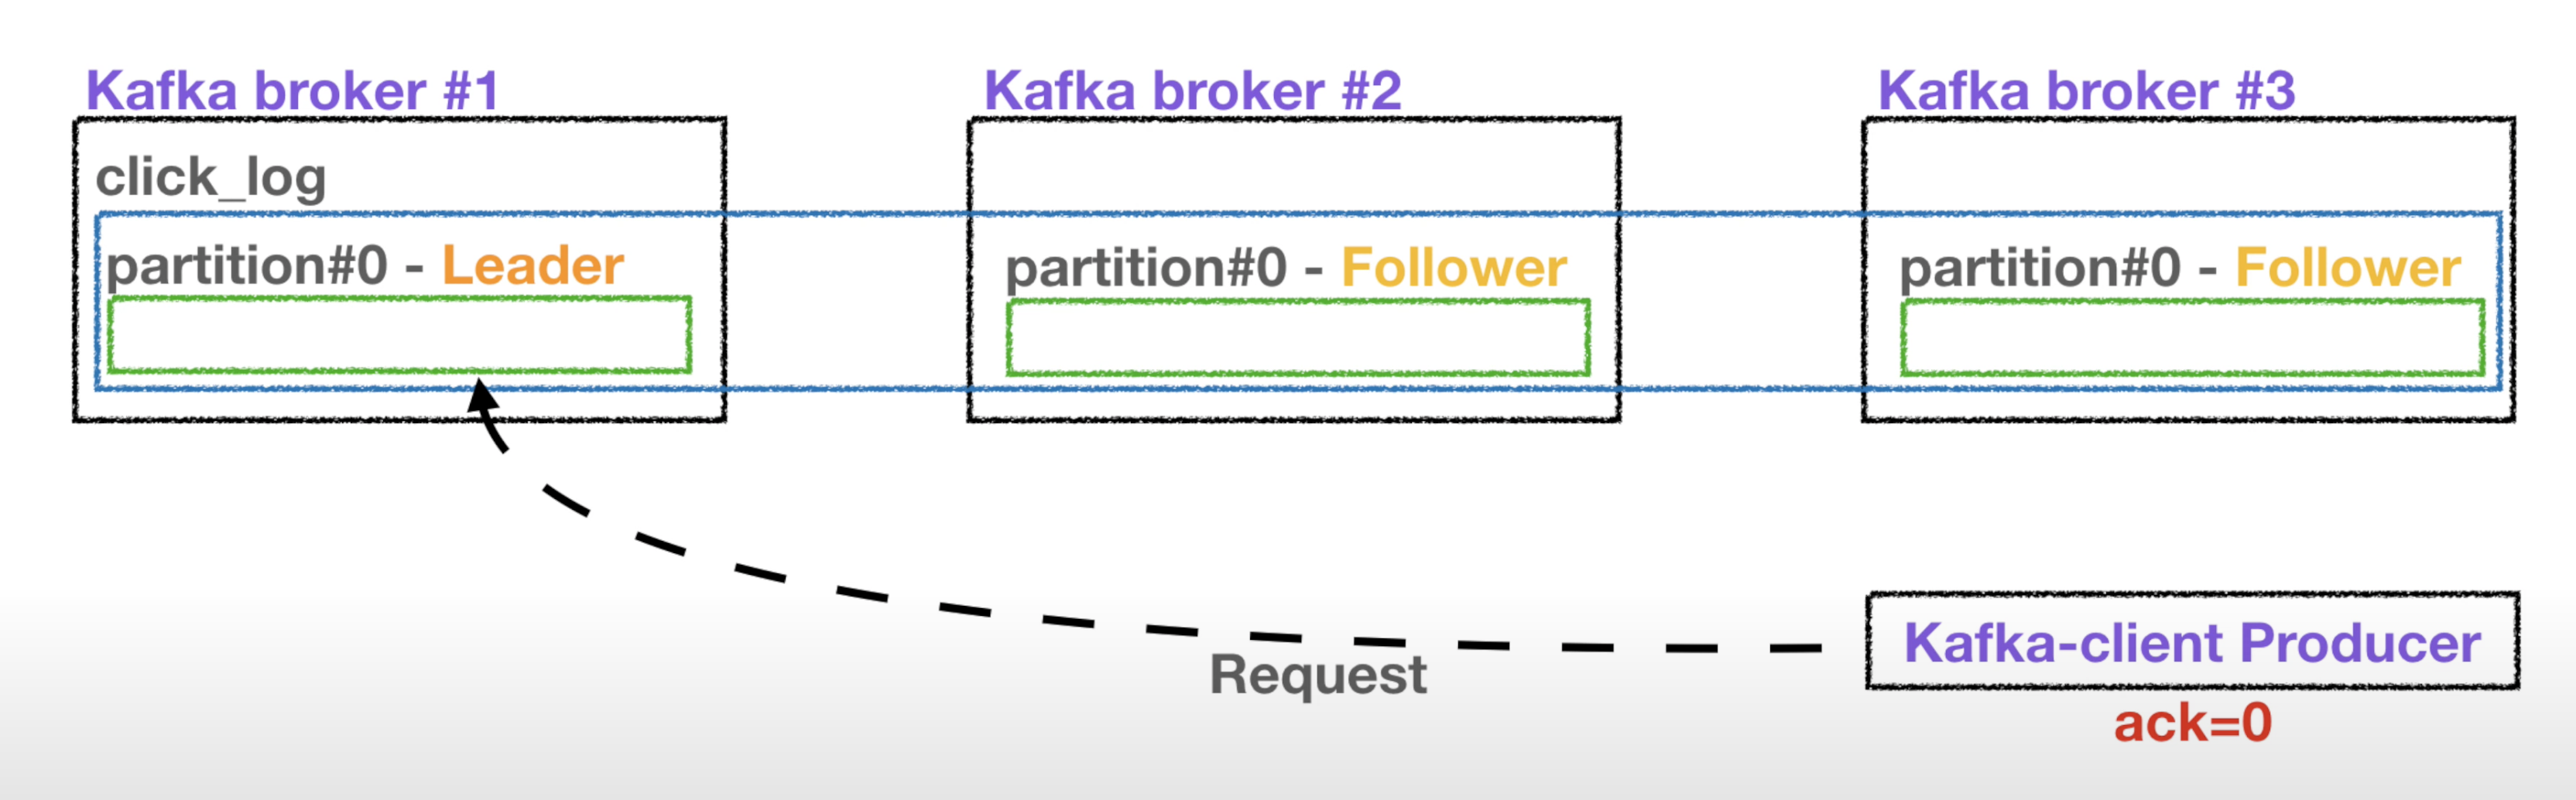 Kafka broker #1
Kafka broker #2
Kafka broker #3
click_log
partition#0 - Leader
partition#0 - Follower
partition#0 - Follower
Request
Kafka-client Producer
ack=0